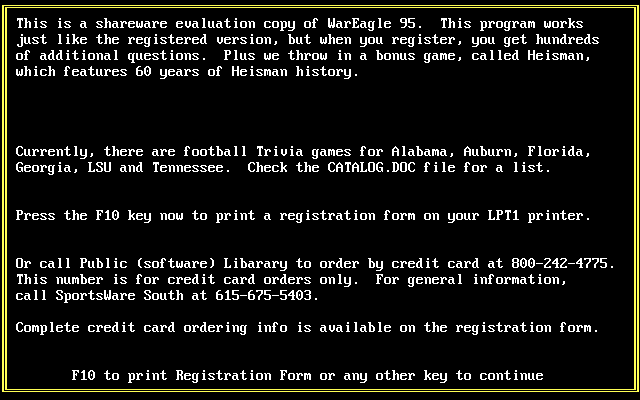 This is a shareware evaluation copy of WarEagle 95.  This program works
just like the registered version, but when you register, you get hundreds
of additional questions.  Plus we throw in a bonus game, called Heisman,
which features 60 years of Heisman history.
Currently, there are football Trivia games for Alabama, Auburn, Florida,
Georgia, LSU and Tennessee.  Check the CATALOG.DOC file for a list.
Press the F10 key now to print a registration form on your LPT1 printer.
Or call Public (software) Libarary to order by credit card at 800-242-4775.
This number is for credit card orders only.  For general information,
call SportsWare South at 615-675-5403.
Complete credit card ordering info is available on the registration form.
F10 to print Registration Form or any other key to continue